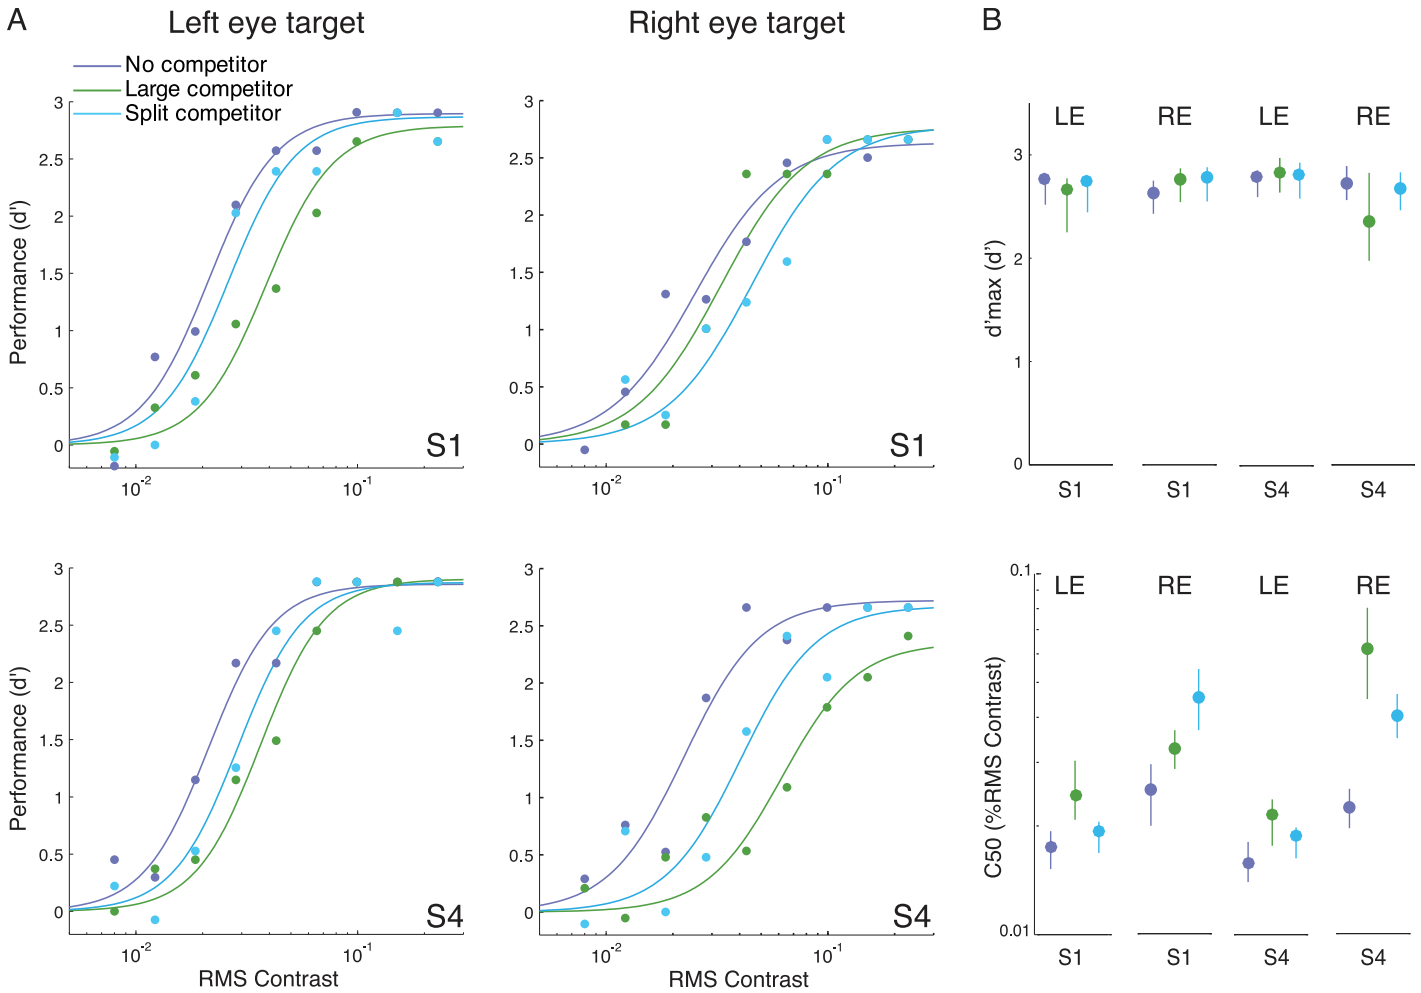 A
Left eye target
Right eye target
B
No competitor
Large competitor
Split competitor
3
2.5
2
1.5
1
0.5
0
Performance (d')
S1
10-2
10-1
3
2.5
2
1.5
1
0.5
0
S1
10-2
10-1
LE RE LE RE
3
2
1
0
d'max (d')
S1 S1 S4 S4
3
2.5
2
1.5
1
0.5
0
Performance (d')
S4
10-2
10-1
RMS Contrast
3
2.5
2
1.5
1
0.5
0
S4
10-2
10-1
RMS Contrast
0.1
LE RE LE RE
C50 (%RMS Contrast)
0.01
S1 S1 S4 S4